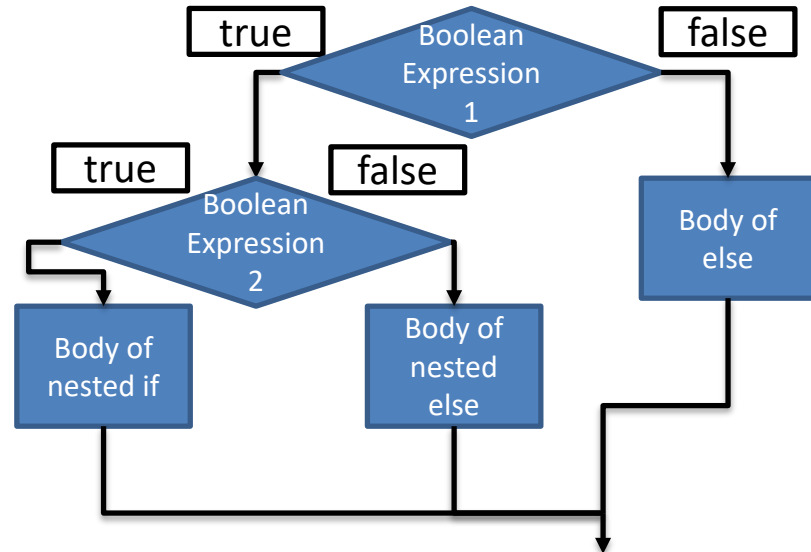 true
Boolean
Expression
1
false
true
Boolean
Expression
2
false
Body of
else
Body of
nested if
Body of
nested
else